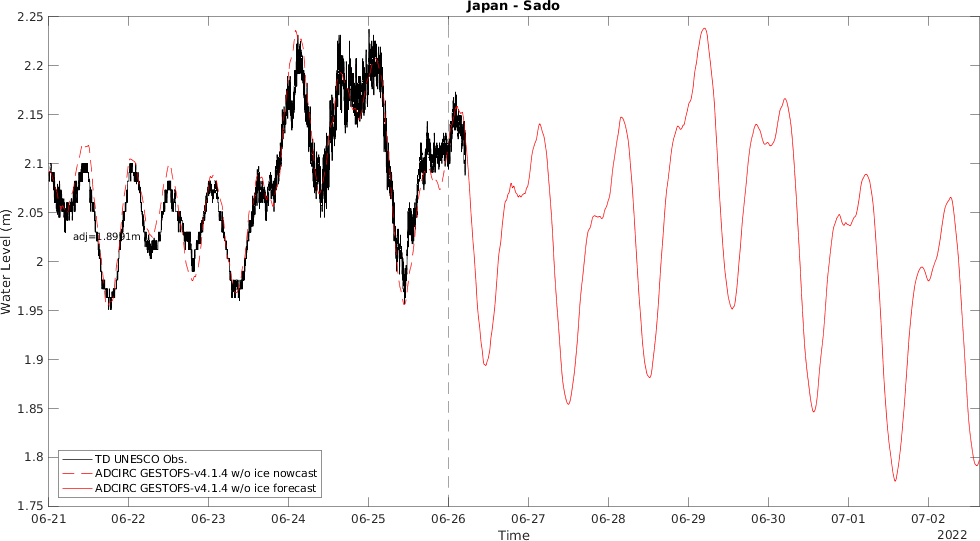 Japan - Sado
2.25
2.2
2.15
2.1
2.05
2
1.95
1.9
1.85
1.8
1.75
Water Level (m)
adj=1.8991m
TD UNESCO Obs.
ADCIRC GESTOFS-v4.1.4 w/o ice nowcast
ADCIRC GESTOFS-v4.1.4 w/o ice forecast
06-21 06-22 06-23 06-24 06-25 06-26 06-27 06-28 06-29 06-30 07-01 07-02
Time
2022